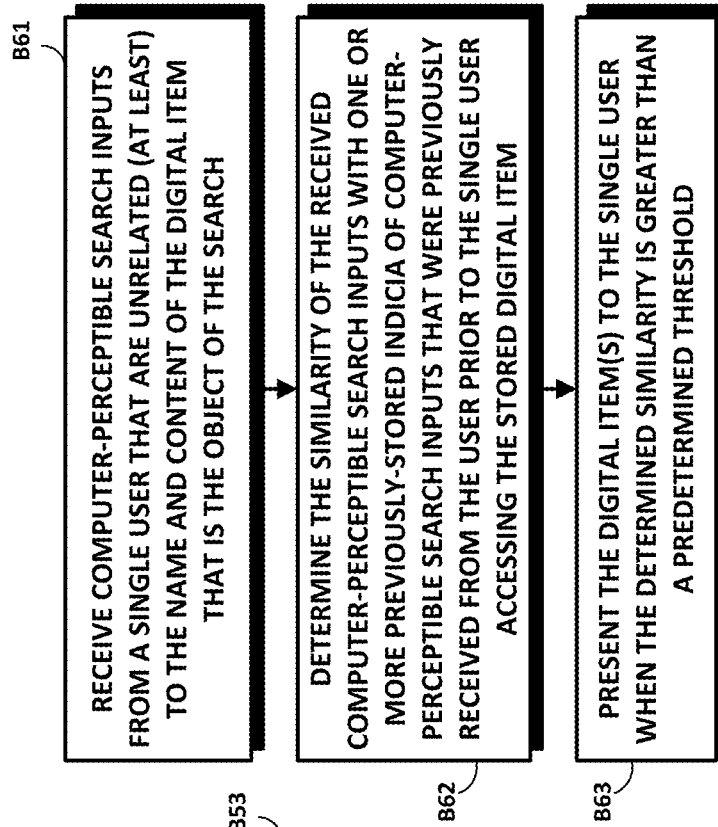 B61
RECEIVE COMPUTER-PERCEPTIBLE SEARCH INPUTS
FROM A SINGLE USER THAT ARE UNRELATED (AT LEAST)
TO THE NAME AND CONTENT OF THE DIGITAL ITEM
THAT IS THE OBJECT OF THE SEARCH
B53
B62
DETERMINE THE SIMILARITY OF THE RECEIVED
COMPUTER-PERCEPTIBLE SEARCH INPUTS WITH ONE OR
MORE PREVIOUSLY-STORED INDICIA OF COMPUTER-
PERCEPTIBLE SEARCH INPUTS THAT WERE PREVIOUSLY
RECEIVED FROM THE USER PRIOR TO THE SINGLE USER
ACCESSING THE STORED DIGITAL ITEM
B63
PRESENT THE DIGITAL ITEM(S) TO THE SINGLE USER
WHEN THE DETERMINED SIMILARITY IS GREATER THAN
A PREDETERMINED THRESHOLD